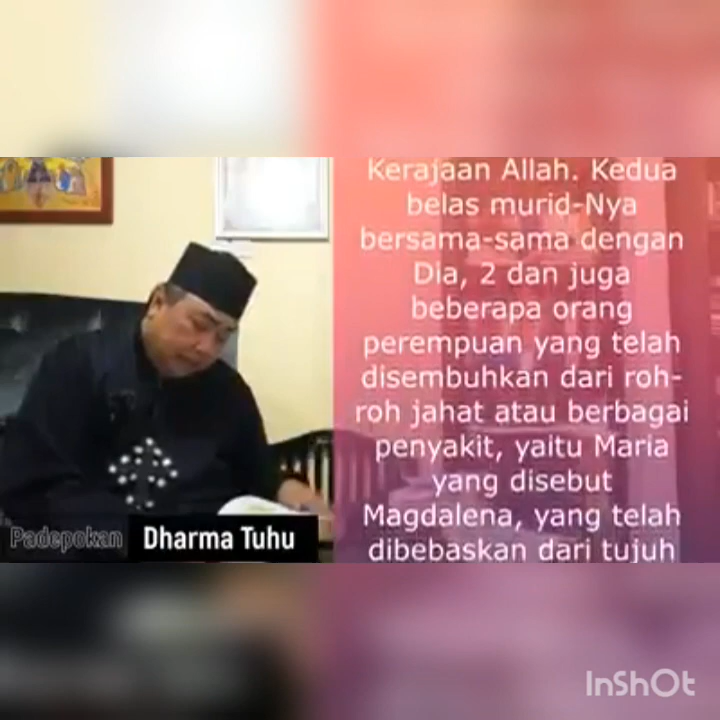 Kerajaan Allah. Kedua
belas murid-Nya
bersama-sama dengan
Dia, 2 dan juga
beberapa orang
perempuan yang telah
disembuhkan dari roh-
roh jahat atau berbagai
penyakit, yaitu Maria
yang disebut
Magdalena, yang telah
dibebaskan dari tujuh
Padepokan Dharma Tuhu
InShOt